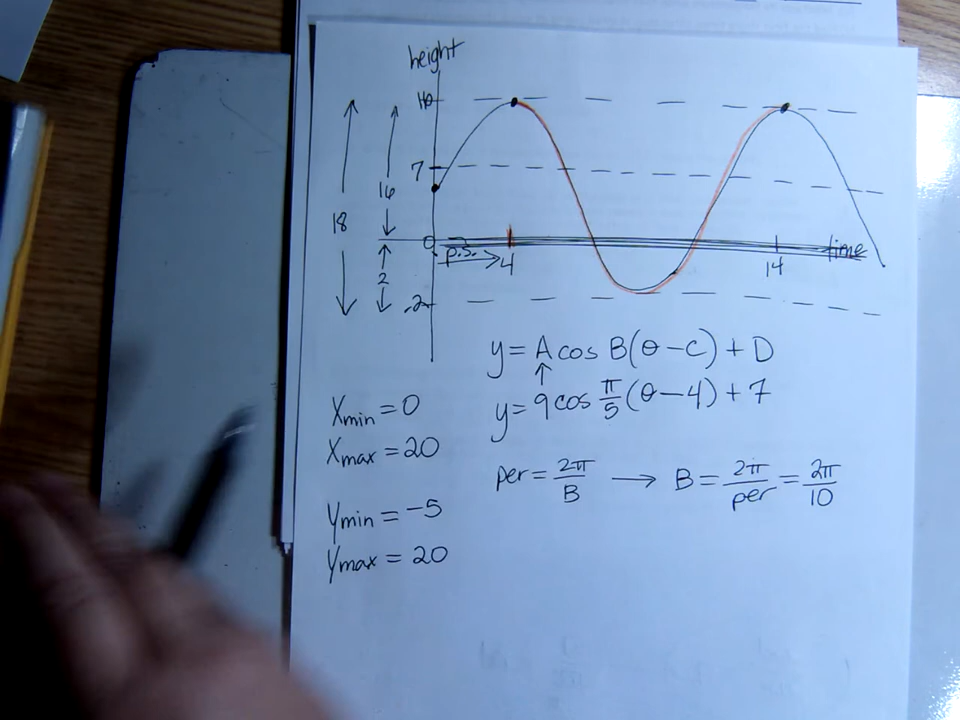 height
16
7
18
16
0
p.s.
4
14
time
2
-2
y = A cos B(θ - C) + D
y = 9 cos π/5 (θ - 4) + 7
Xmin = 0
Xmax = 20
per = 2π/B → B = 2π/per = 2π/10
Ymin = -5
Ymax = 20